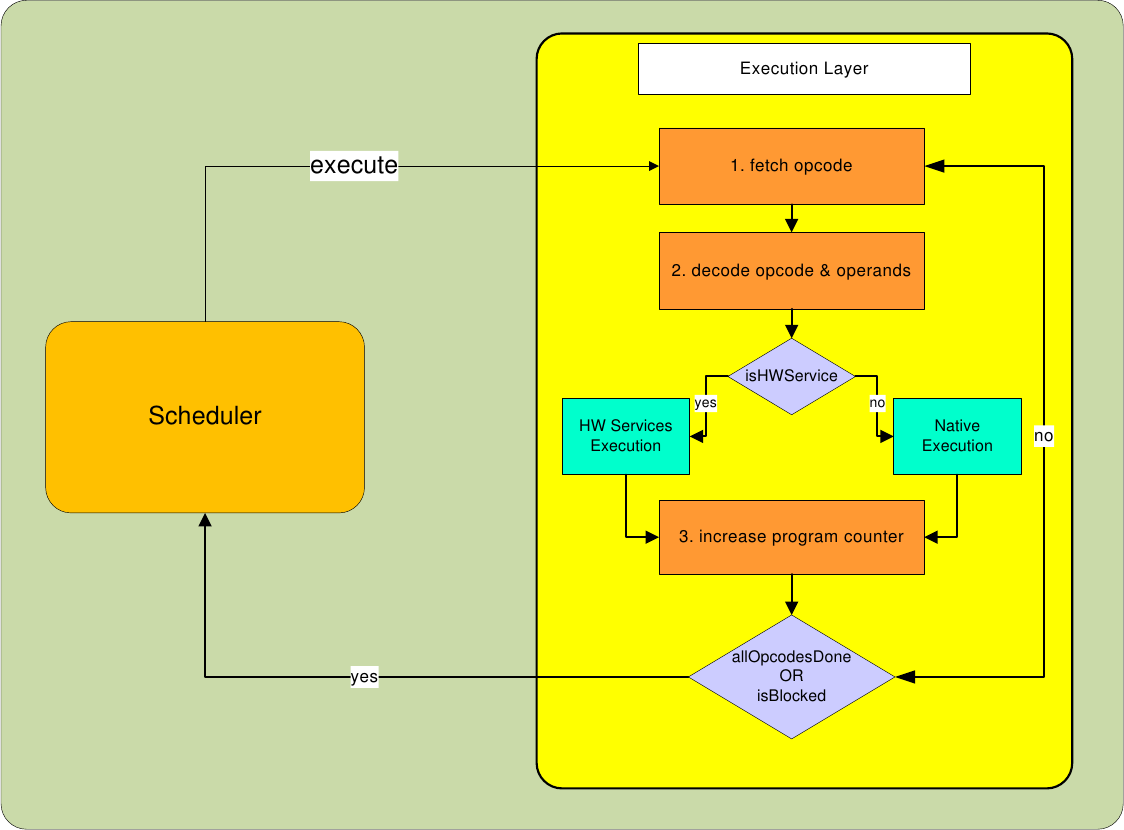 Execution Layer
execute
1. fetch opcode
2. decode opcode & operands
isHWService
yes
no
HW Services
Execution
Native
Execution
no
Scheduler
3. increase program counter
allOpcodesDone
OR
isBlocked
yes